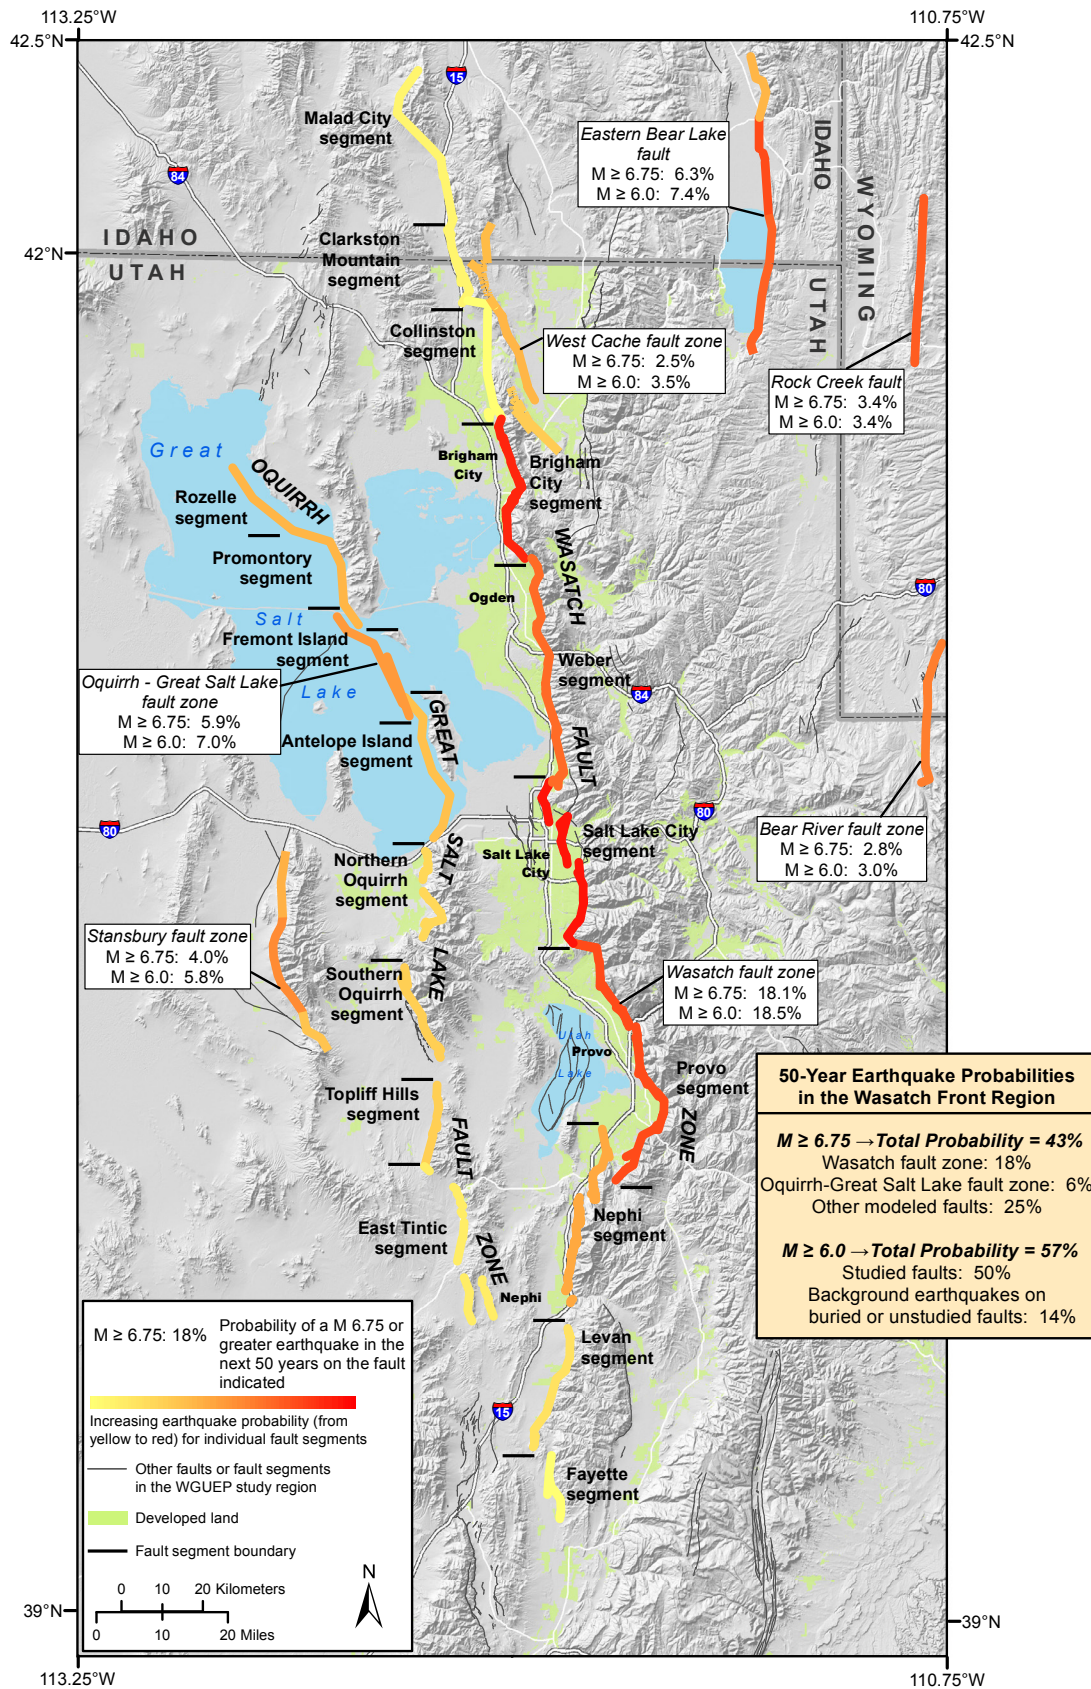 113.25°W
110.75°W
42.5°N
42.5°N
15
Malad City
segment
84
Eastern Bear Lake
fault
M ≥ 6.75: 6.3%
M ≥ 6.0: 7.4%
IDAHO
WYOMING
UTAH
42°N
IDAHO
UTAH
Clarkston
Mountain
segment
Collinston
segment
West Cache fault zone
M ≥ 6.75: 2.5%
M ≥ 6.0: 3.5%
Rock Creek fault
M ≥ 6.75: 3.4%
M ≥ 6.0: 3.4%
Brigham
City
Brigham
City
segment
Great
Salt
Lake
OQUIRRH
GREAT
SALT
LAKE
FAULT
ZONE
Rozelle
segment
Promontory
segment
WASATCH
FAULT
ZONE
Ogden
80
Fremont Island
segment
Weber
segment
84
Oquirrh - Great Salt Lake
fault zone
M ≥ 6.75: 5.9%
M ≥ 6.0: 7.0%
Antelope Island
segment
80
80
Salt Lake City
segment
Salt Lake
City
Bear River fault zone
M ≥ 6.75: 2.8%
M ≥ 6.0: 3.0%
Northern
Oquirrh
segment
Stansbury fault zone
M ≥ 6.75: 4.0%
M ≥ 6.0: 5.8%
Southern
Oquirrh
segment
Wasatch fault zone
M ≥ 6.75: 18.1%
M ≥ 6.0: 18.5%
Utah
Lake
Provo
Provo
segment
Topliff Hills
segment
50-Year Earthquake Probabilities
in the Wasatch Front Region
M ≥ 6.75 →Total Probability = 43%
Wasatch fault zone: 18%
Oquirrh-Great Salt Lake fault zone: 6%
Other modeled faults: 25%
M ≥ 6.0 →Total Probability = 57%
Studied faults: 50%
Background earthquakes on
buried or unstudied faults: 14%
East Tintic
segment
Nephi
segment
Nephi
Levan
segment
15
Fayette
segment
M ≥ 6.75: 18%
Probability of a M 6.75 or
greater earthquake in the
next 50 years on the fault
indicated
Increasing earthquake probability (from
yellow to red) for individual fault segments
Other faults or fault segments
in the WGUEP study region
Developed land
Fault segment boundary
N
0 10 20 Kilometers
0 10 20 Miles
39°N
39°N
113.25°W
110.75°W